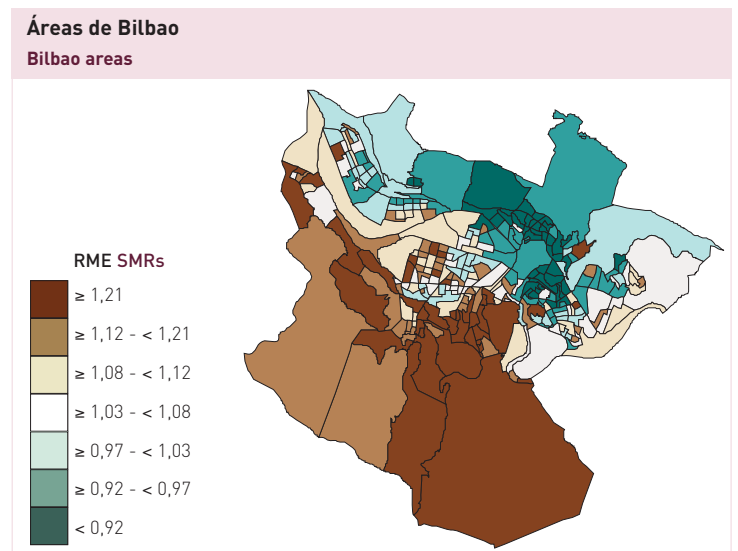 Áreas de Bilbao
Bilbao areas
RME SMRs
≥ 1,21
≥ 1,12 - < 1,21
≥ 1,08 - < 1,12
≥ 1,03 - < 1,08
≥ 0,97 - < 1,03
≥ 0,92 - < 0,97
< 0,92